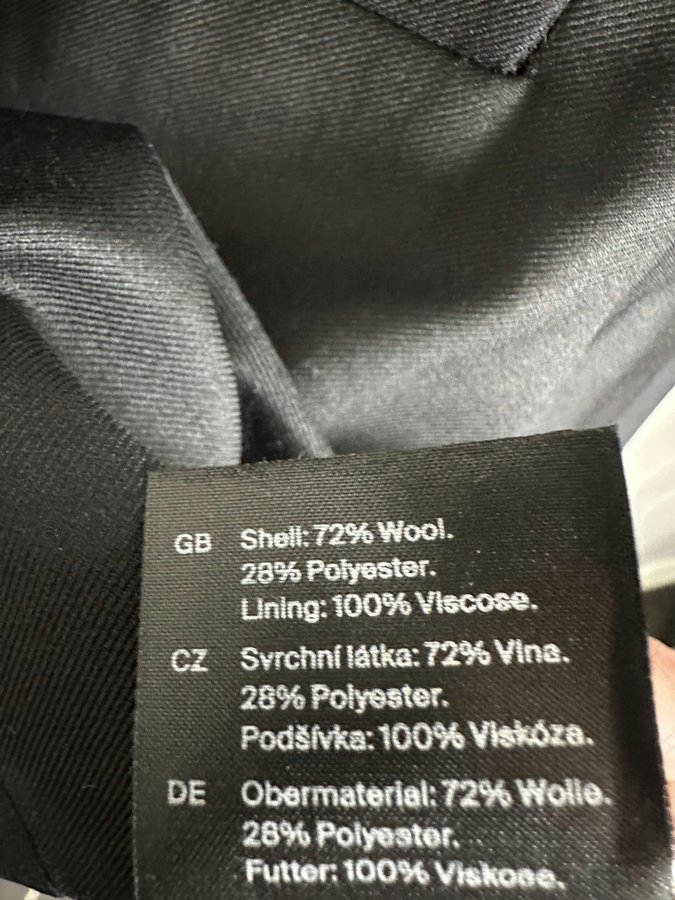 GB Shell: 72% Wool.
28% Polyester.
Lining: 100% Viscose.
CZ Svrchní látka: 72% Vlna.
28% Polyester.
Podšívka: 100% Viskóza.
DE Obermaterial: 72% Wolle.
28% Polyester.
Futter: 100% Viskose.